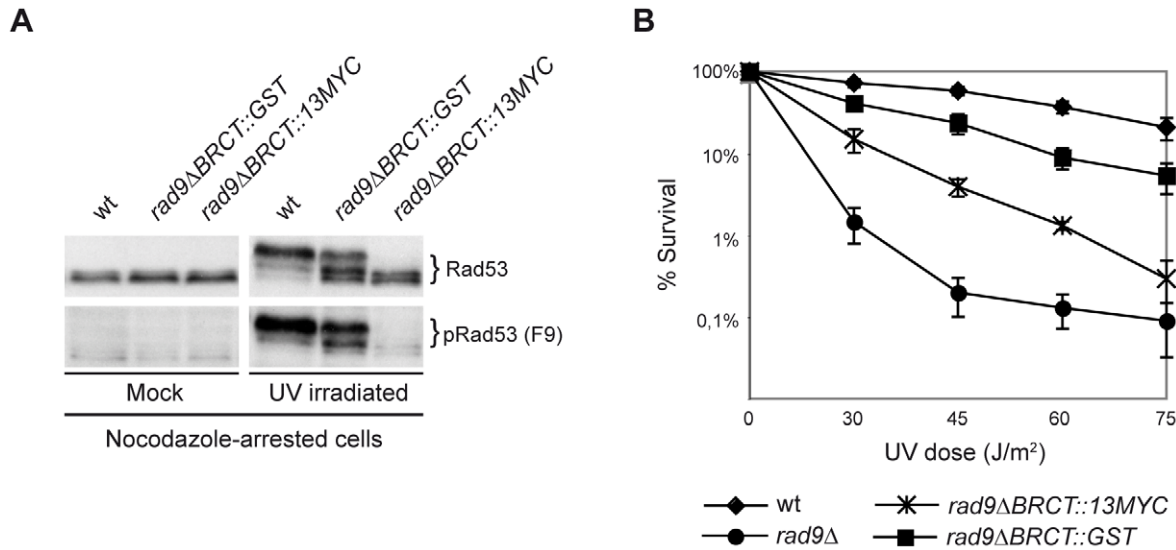 A
wt
rad9ΔBRCT::GST
rad9ΔBRCT::13MYC
wt
rad9ΔBRCT::GST
rad9ΔBRCT::13MYC
} Rad53
} pRad53 (F9)
Mock
UV irradiated
Nocodazole-arrested cells
B
100%
10%
1%
0,1%
% Survival
0
30
45
60
75
UV dose (J/m²)
wt
rad9ΔBRCT::13MYC
rad9Δ
rad9ΔBRCT::GST